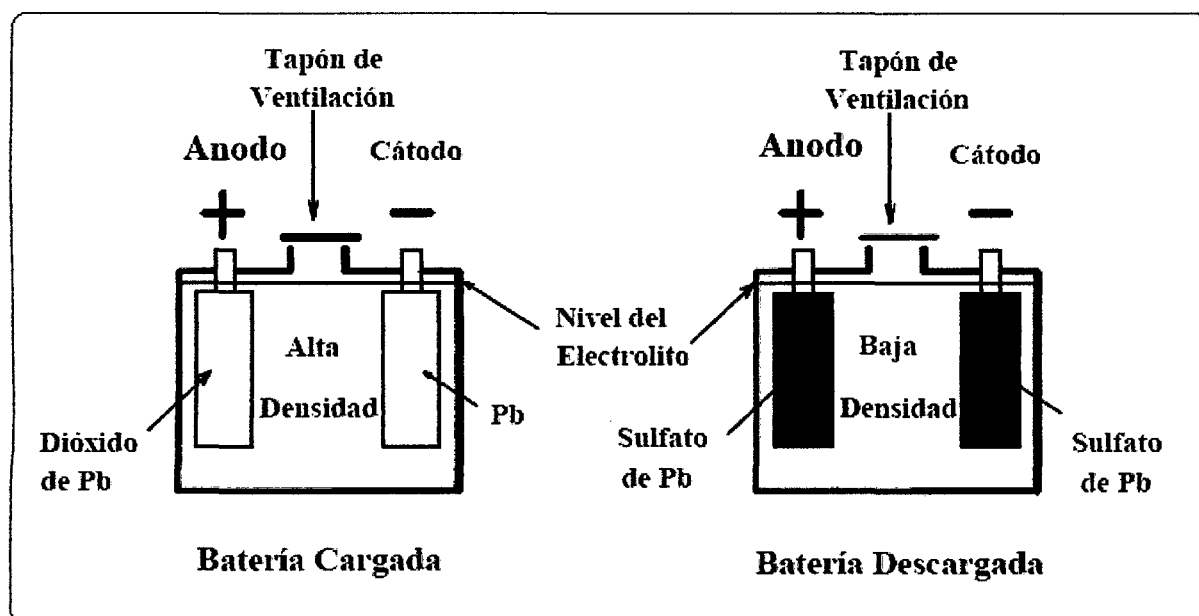 Tapón de
Ventilación
Anodo
Cátodo
+
−
Alta
Densidad
Dióxido
de Pb
Pb
Batería Cargada
Nivel del
Electrolito
Tapón de
Ventilación
Anodo
Cátodo
+
−
Baja
Densidad
Sulfato
de Pb
Sulfato
de Pb
Batería Descargada